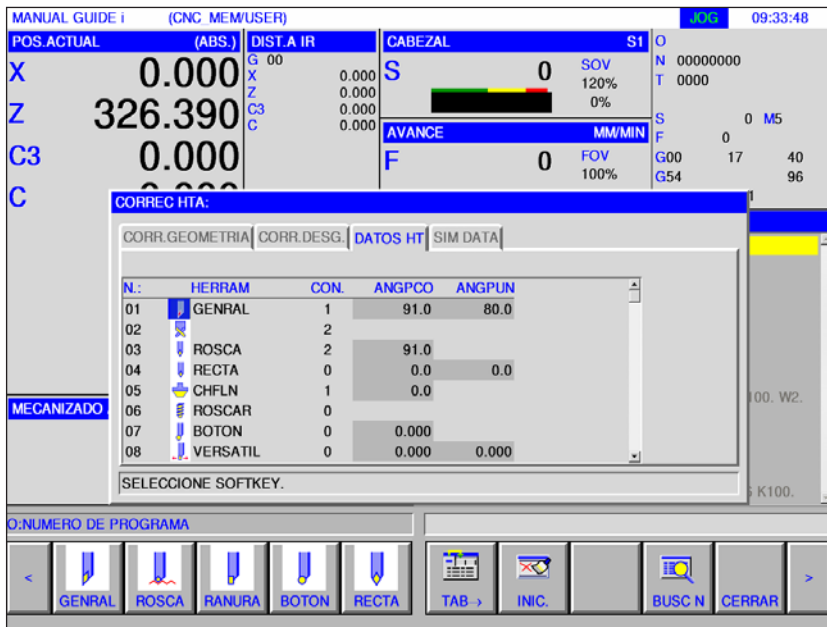 MANUAL GUIDE i (CNC_MEM/USER) JOG 09:33:48
POS.ACTUAL (ABS.)
X 0.000
Z 326.390
C3 0.000
C
DIST.A IR
G 00
X 0.000
Z 0.000
C3 0.000
C 0.000
CABEZAL S1
S 0 SOV
120%
0%
AVANCE MM/MIN
F 0 FOV
100%
O
N 00000000
T 0000
S 0 M5
F 0
G00 17 40
G54 96
CORREC HTA:
CORR.GEOMETRIA CORR.DESG. DATOS HT SIM DATA
N.: HERRAM CON. ANGPCO ANGPUN
01 GENRAL 1 91.0 80.0
02 2
03 ROSCA 2 91.0
04 RECTA 0 0.0 0.0
05 CHFLN 1 0.0
06 ROSCAR 0
07 BOTON 0 0.000
08 VERSATIL 0 0.000 0.000
SELECCIONE SOFTKEY.
MECANIZADO
100. W2.
K100.
O:NUMERO DE PROGRAMA
< GENRAL ROSCA RANURA BOTON RECTA TAB→ INIC. BUSC N CERRAR >